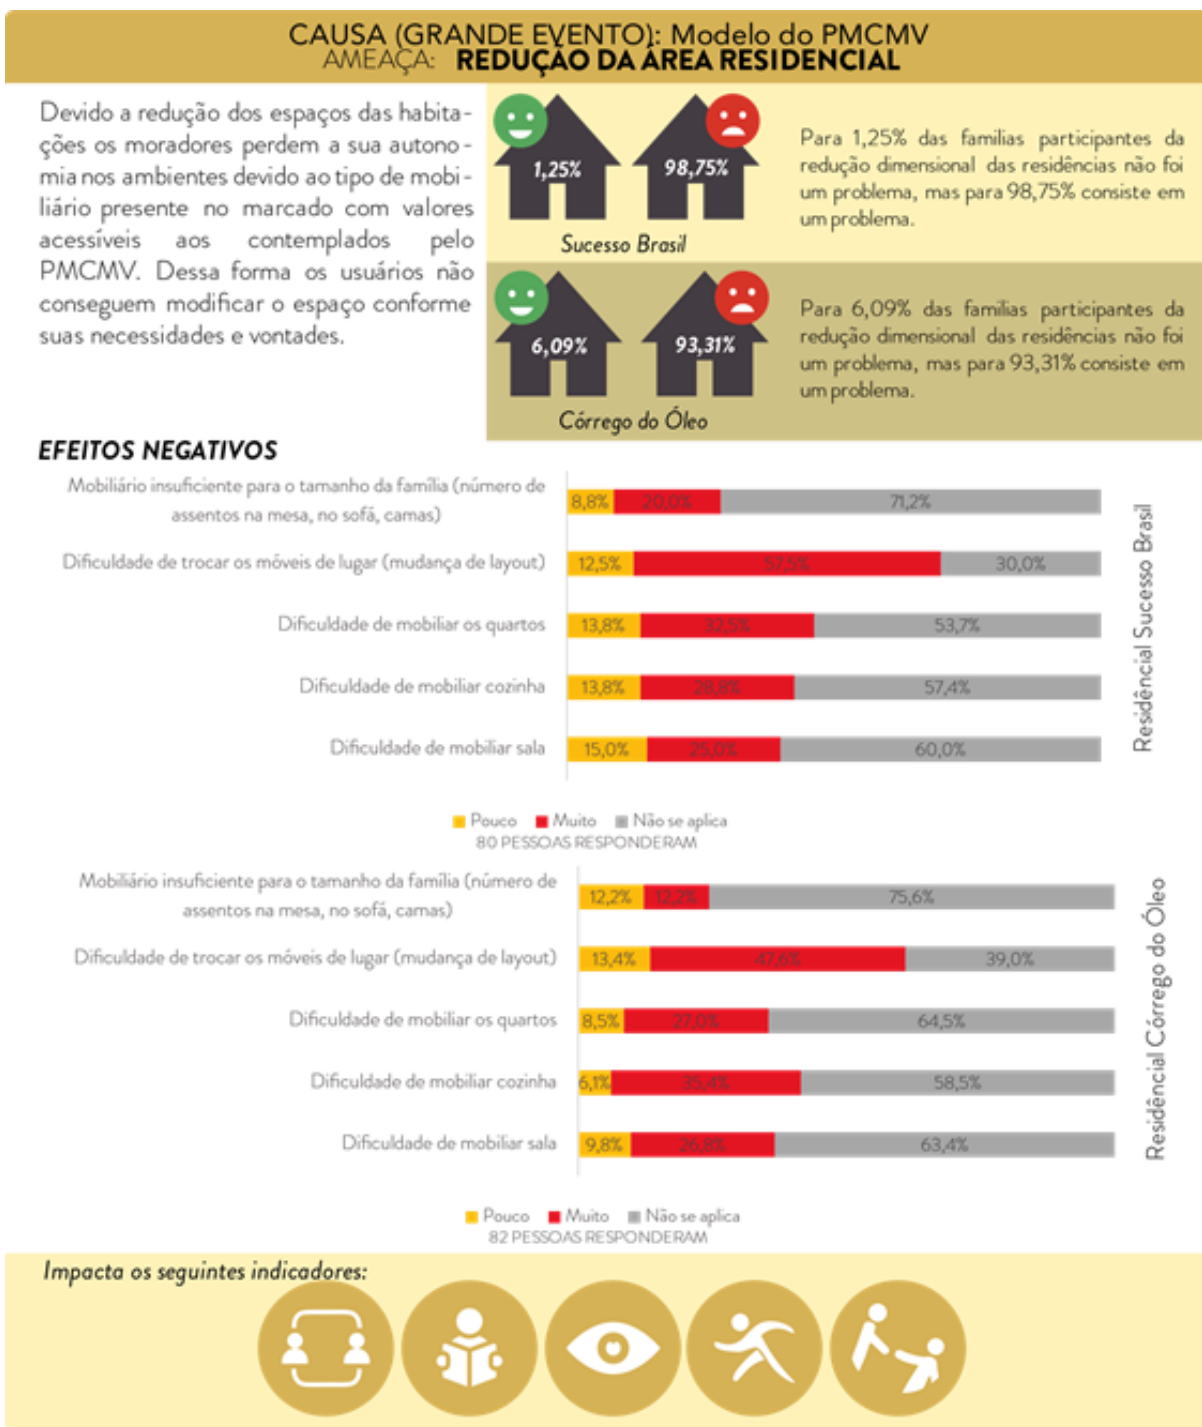 CAUSA (GRANDE EVENTO): Modelo do PMCMV
AMEAÇA: REDUÇÃO DA ÁREA RESIDENCIAL
Devido a redução dos espaços das habita-
ções os moradores perdem a sua autono-
mia nos ambientes devido ao tipo de mobi-
liário presente no marcado com valores
acessíveis aos contemplados pelo
PMCMV. Dessa forma os usuários não
conseguem modificar o espaço conforme
suas necessidades e vontades.
1,25%
98,75%
Sucesso Brasil
Para 1,25% das famílias participantes da
redução dimensional das residências não foi
um problema, mas para 98,75% consiste em
um problema.
6,09%
93,31%
Córrego do Óleo
Para 6,09% das famílias participantes da
redução dimensional das residências não foi
um problema, mas para 93,31% consiste em
um problema.
EFEITOS NEGATIVOS
Mobiliário insuficiente para o tamanho da família (número de
assentos na mesa, no sofá, camas)
8,8% 20,0% 71,2%
Dificuldade de trocar os móveis de lugar (mudança de layout)
12,5% 57,5% 30,0%
Dificuldade de mobiliar os quartos
13,8% 32,5% 53,7%
Dificuldade de mobiliar cozinha
13,8% 28,8% 57,4%
Dificuldade de mobiliar sala
15,0% 25,0% 60,0%
Residêncial Sucesso Brasil
Pouco Muito Não se aplica
80 PESSOAS RESPONDERAM
Mobiliário insuficiente para o tamanho da família (número de
assentos na mesa, no sofá, camas)
12,2% 12,2% 75,6%
Dificuldade de trocar os móveis de lugar (mudança de layout)
13,4% 47,6% 39,0%
Dificuldade de mobiliar os quartos
8,5% 27,0% 64,5%
Dificuldade de mobiliar cozinha
6,1% 35,4% 58,5%
Dificuldade de mobiliar sala
9,8% 26,8% 63,4%
Residêncial Córrego do Óleo
Pouco Muito Não se aplica
82 PESSOAS RESPONDERAM
Impacta os seguintes indicadores: